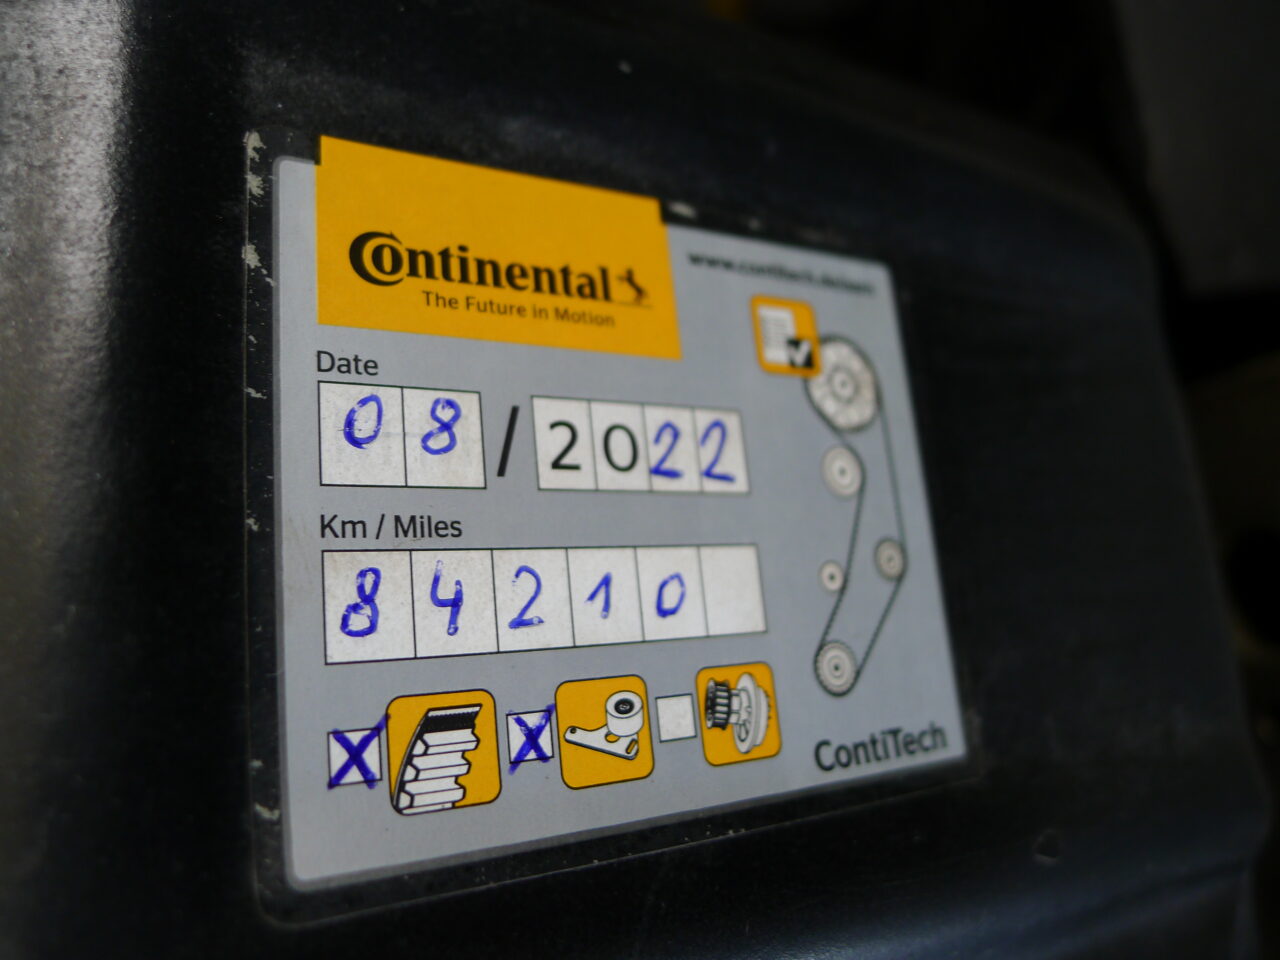 Continental
The Future in Motion
Date
08/2022
Km / Miles
84210
X X
ContiTech